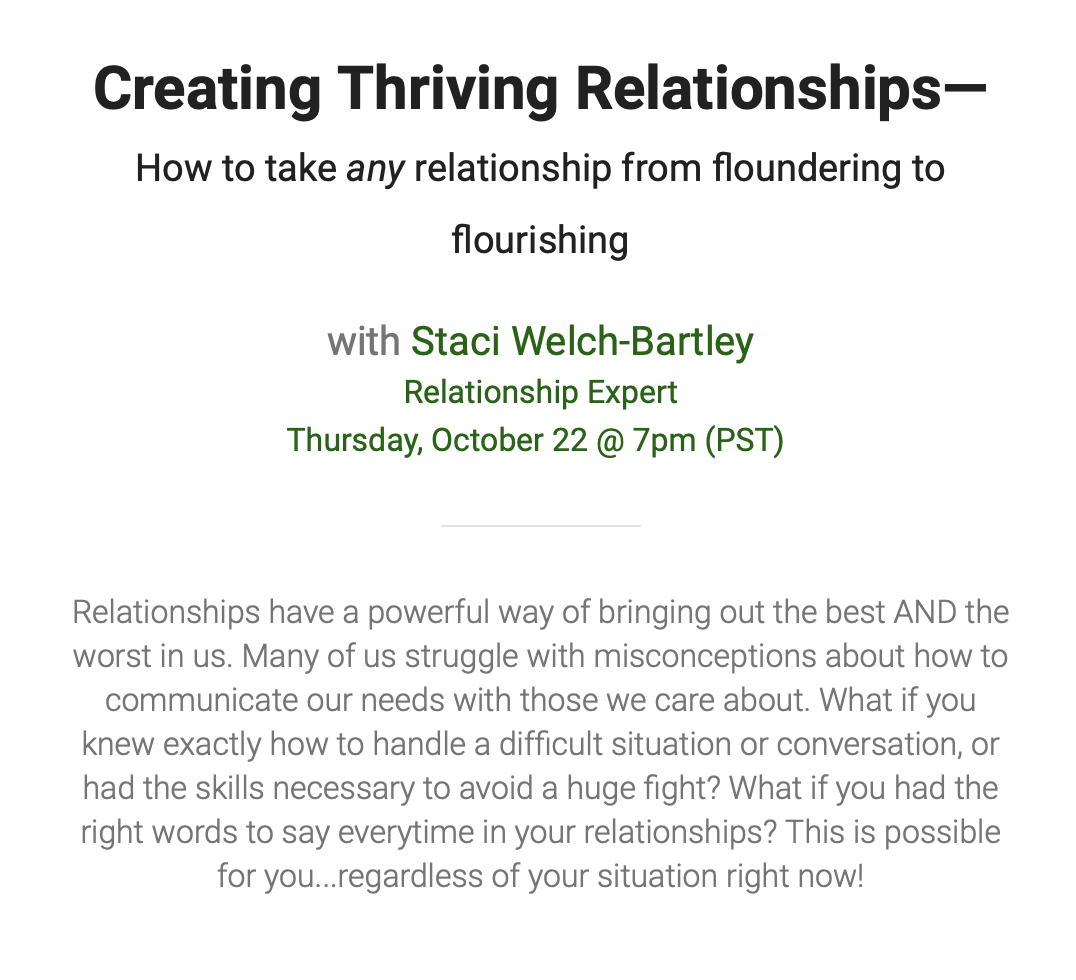 Creating Thriving Relationships—
How to take any relationship from floundering to
flourishing
with Staci Welch-Bartley
Relationship Expert
Thursday, October 22 @ 7pm (PST)
Relationships have a powerful way of bringing out the best AND the
worst in us. Many of us struggle with misconceptions about how to
communicate our needs with those we care about. What if you
knew exactly how to handle a difficult situation or conversation, or
had the skills necessary to avoid a huge fight? What if you had the
right words to say everytime in your relationships? This is possible
for you...regardless of your situation right now!